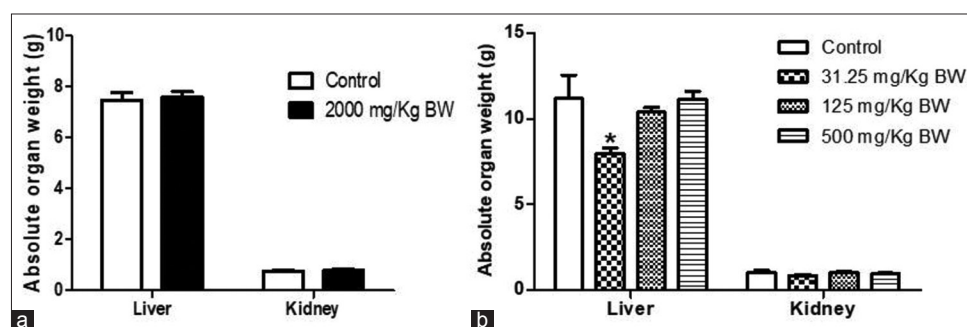 Absolute organ weight (g)
10
8
6
4
2
0
Control
2000 mg/Kg BW
Liver
Kidney
a
Absolute organ weight (g)
15
10
5
0
*
Control
31.25 mg/Kg BW
125 mg/Kg BW
500 mg/Kg BW
Liver
Kidney
b